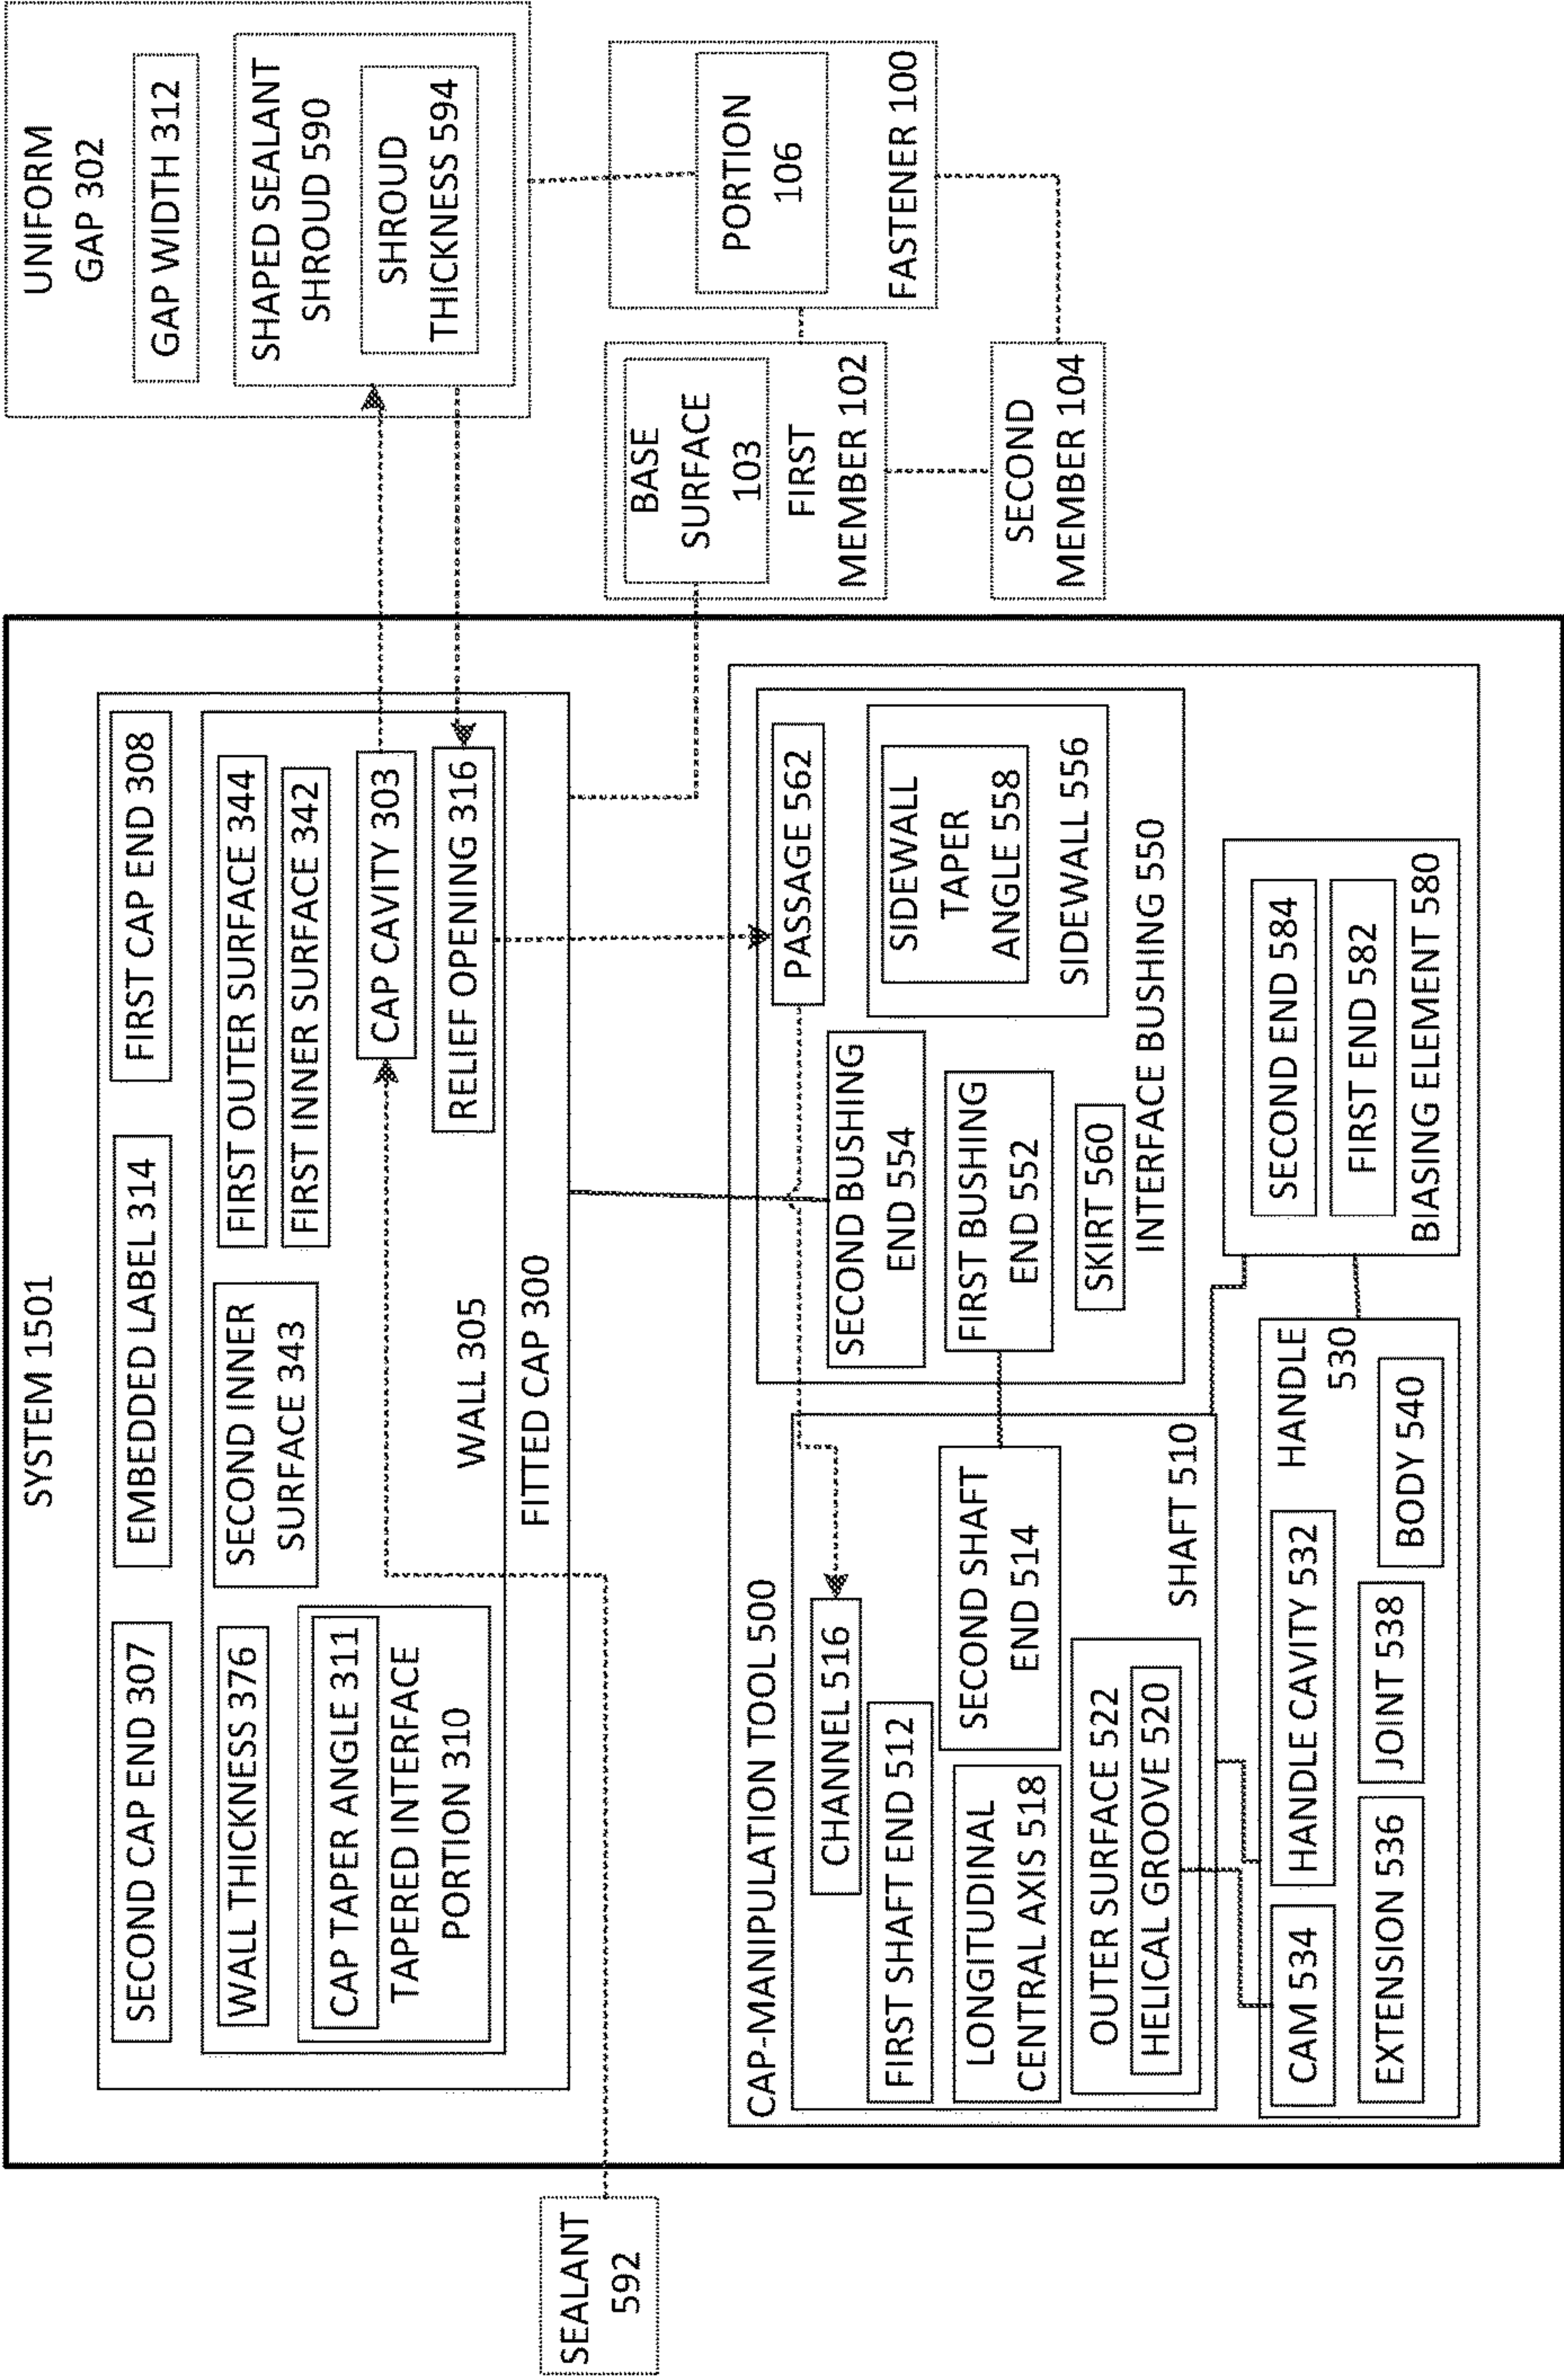 SYSTEM 1501
SECOND CAP END 307
EMBEDDED LABEL 314
FIRST CAP END 308
WALL THICKNESS 376
CAP TAPER ANGLE 311
TAPERED INTERFACE
PORTION 310
SECOND INNER
SURFACE 343
FIRST OUTER SURFACE 344
FIRST INNER SURFACE 342
CAP CAVITY 303
RELIEF OPENING 316
WALL 305
FITTED CAP 300
UNIFORM
GAP 302
GAP WIDTH 312
SHAPED SEALANT
SHROUD 590
SHROUD
THICKNESS 594
SEALANT
592
BASE
SURFACE
103
FIRST
MEMBER 102
PORTION
106
FASTENER 100
SECOND
MEMBER 104
CAP-MANIPULATION TOOL 500
CHANNEL 516
FIRST SHAFT END 512
LONGITUDINAL
CENTRAL AXIS 518
SECOND SHAFT
END 514
OUTER SURFACE 522
HELICAL GROOVE 520
SHAFT 510
PASSAGE 562
SECOND BUSHING
END 554
FIRST BUSHING
END 552
SKIRT 560
SIDEWALL
TAPER
ANGLE 558
SIDEWALL 556
INTERFACE BUSHING 550
CAM 534
HANDLE CAVITY 532
HANDLE
530
EXTENSION 536
JOINT 538
BODY 540
SECOND END 584
FIRST END 582
BIASING ELEMENT 580